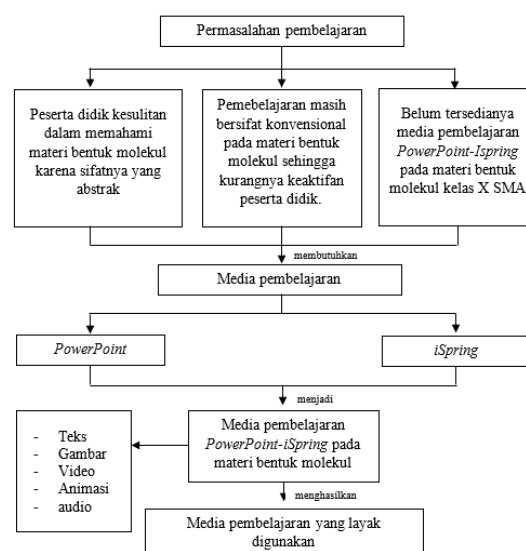 Permasalahan pembelajaran
Peserta didik kesulitan
dalam memahami
materi bentuk molekul
karena sifatnya yang
abstrak
Pemebelajaran masih
bersifat konvensional
pada materi bentuk
molekul sehingga
kurangnya keaktifan
peserta didik.
Belum tersedianya
media pembelajaran
PowerPoint-Ispring
pada materi bentuk
molekul kelas X SMA
membutuhkan
Media pembelajaran
PowerPoint
iSpring
menjadi
- Teks
- Gambar
- Video
- Animasi
- audio
Media pembelajaran
PowerPoint-iSpring pada
materi bentuk molekul
menghasilkan
Media pembelajaran yang layak
digunakan